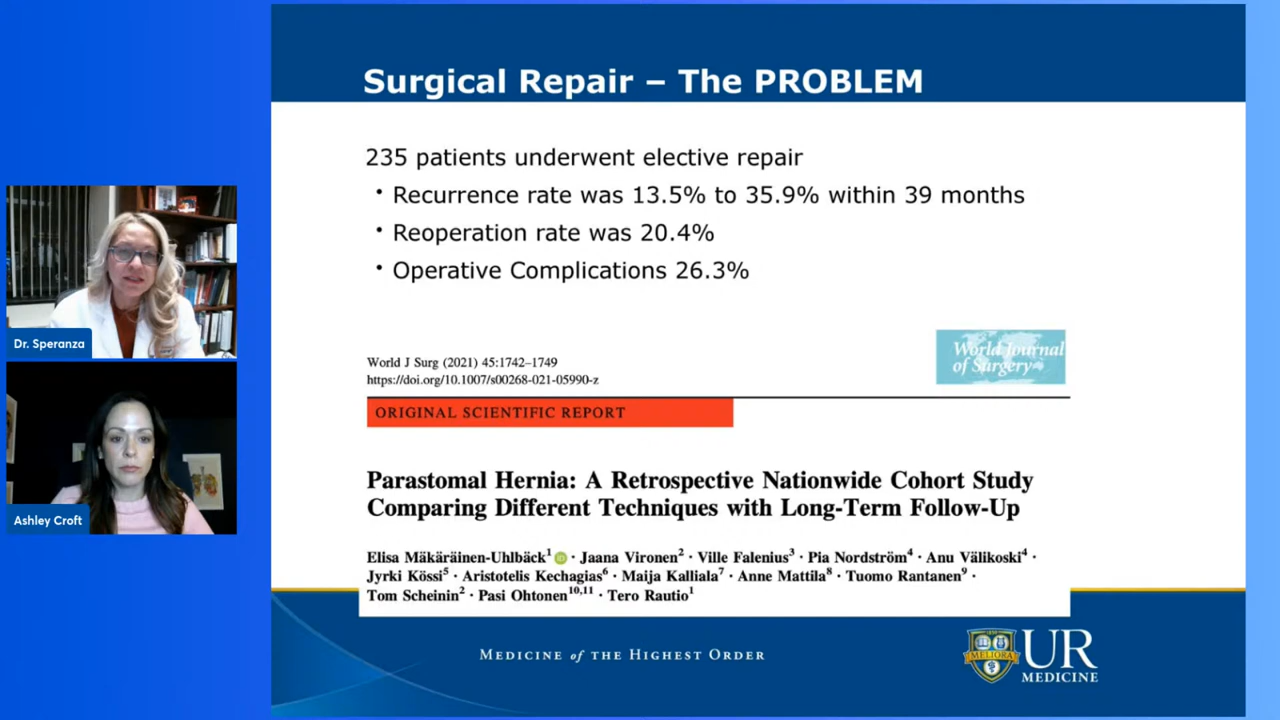 Surgical Repair – The PROBLEM
235 patients underwent elective repair
• Recurrence rate was 13.5% to 35.9% within 39 months
• Reoperation rate was 20.4%
• Operative Complications 26.3%
World J Surg (2021) 45:1742–1749
https://doi.org/10.1007/s00268-021-05990-z
World Journal
of Surgery
ORIGINAL SCIENTIFIC REPORT
Parastomal Hernia: A Retrospective Nationwide Cohort Study
Comparing Different Techniques with Long-Term Follow-Up
Elisa Mäkäräinen-Uhlbäck1 iD · Jaana Vironen2 · Ville Falenius3 · Pia Nordström4 · Anu Välikoski4 ·
Jyrki Kössi5 · Aristotelis Kechagias6 · Maija Kalliala7 · Anne Mattila8 · Tuomo Rantanen9 ·
Tom Scheinin2 · Pasi Ohtonen10,11 · Tero Rautio1
MEDICINE of THE HIGHEST ORDER
MELIORA
UR
MEDICINE
Dr. Speranza
Ashley Croft